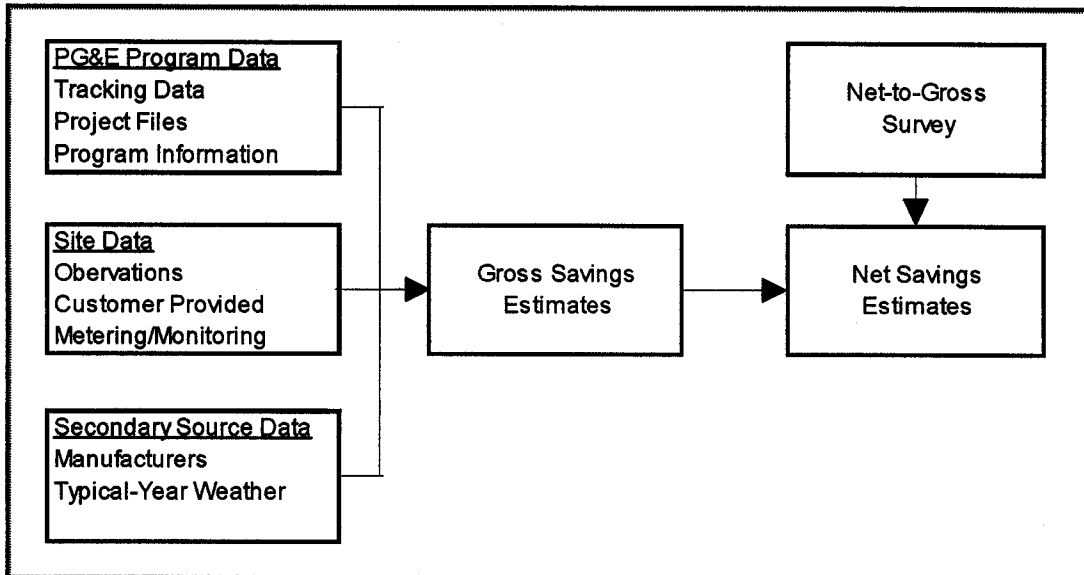 PG&E Program Data
Tracking Data
Project Files
Program Information
Net-to-Gross
Survey
Site Data
Obervations
Customer Provided
Metering/Monitoring
Gross Savings
Estimates
Net Savings
Estimates
Secondary Source Data
Manufacturers
Typical-Year Weather